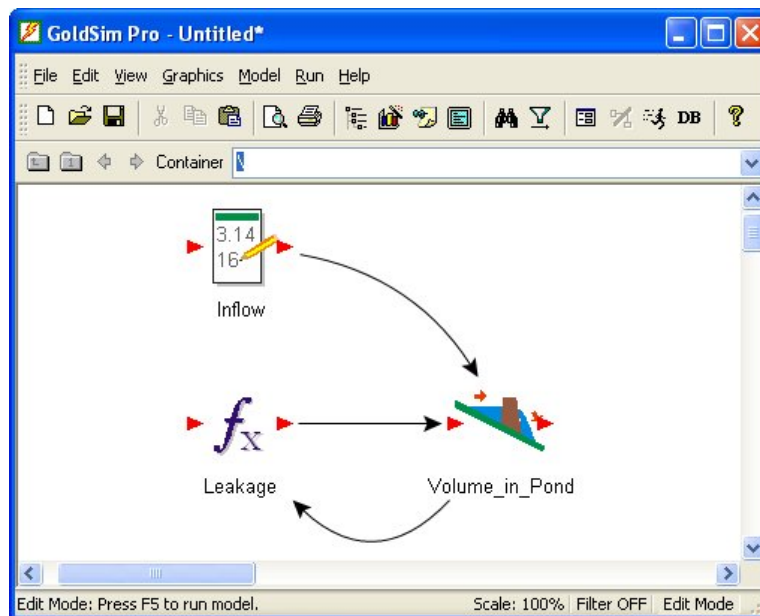 GoldSim Pro - Untitled*
File Edit View Graphics Model Run Help
DB ?
Container \
3.14
16
Inflow
fx
Leakage
Volume_in_Pond
Edit Mode: Press F5 to run model. Scale: 100% Filter OFF Edit Mode